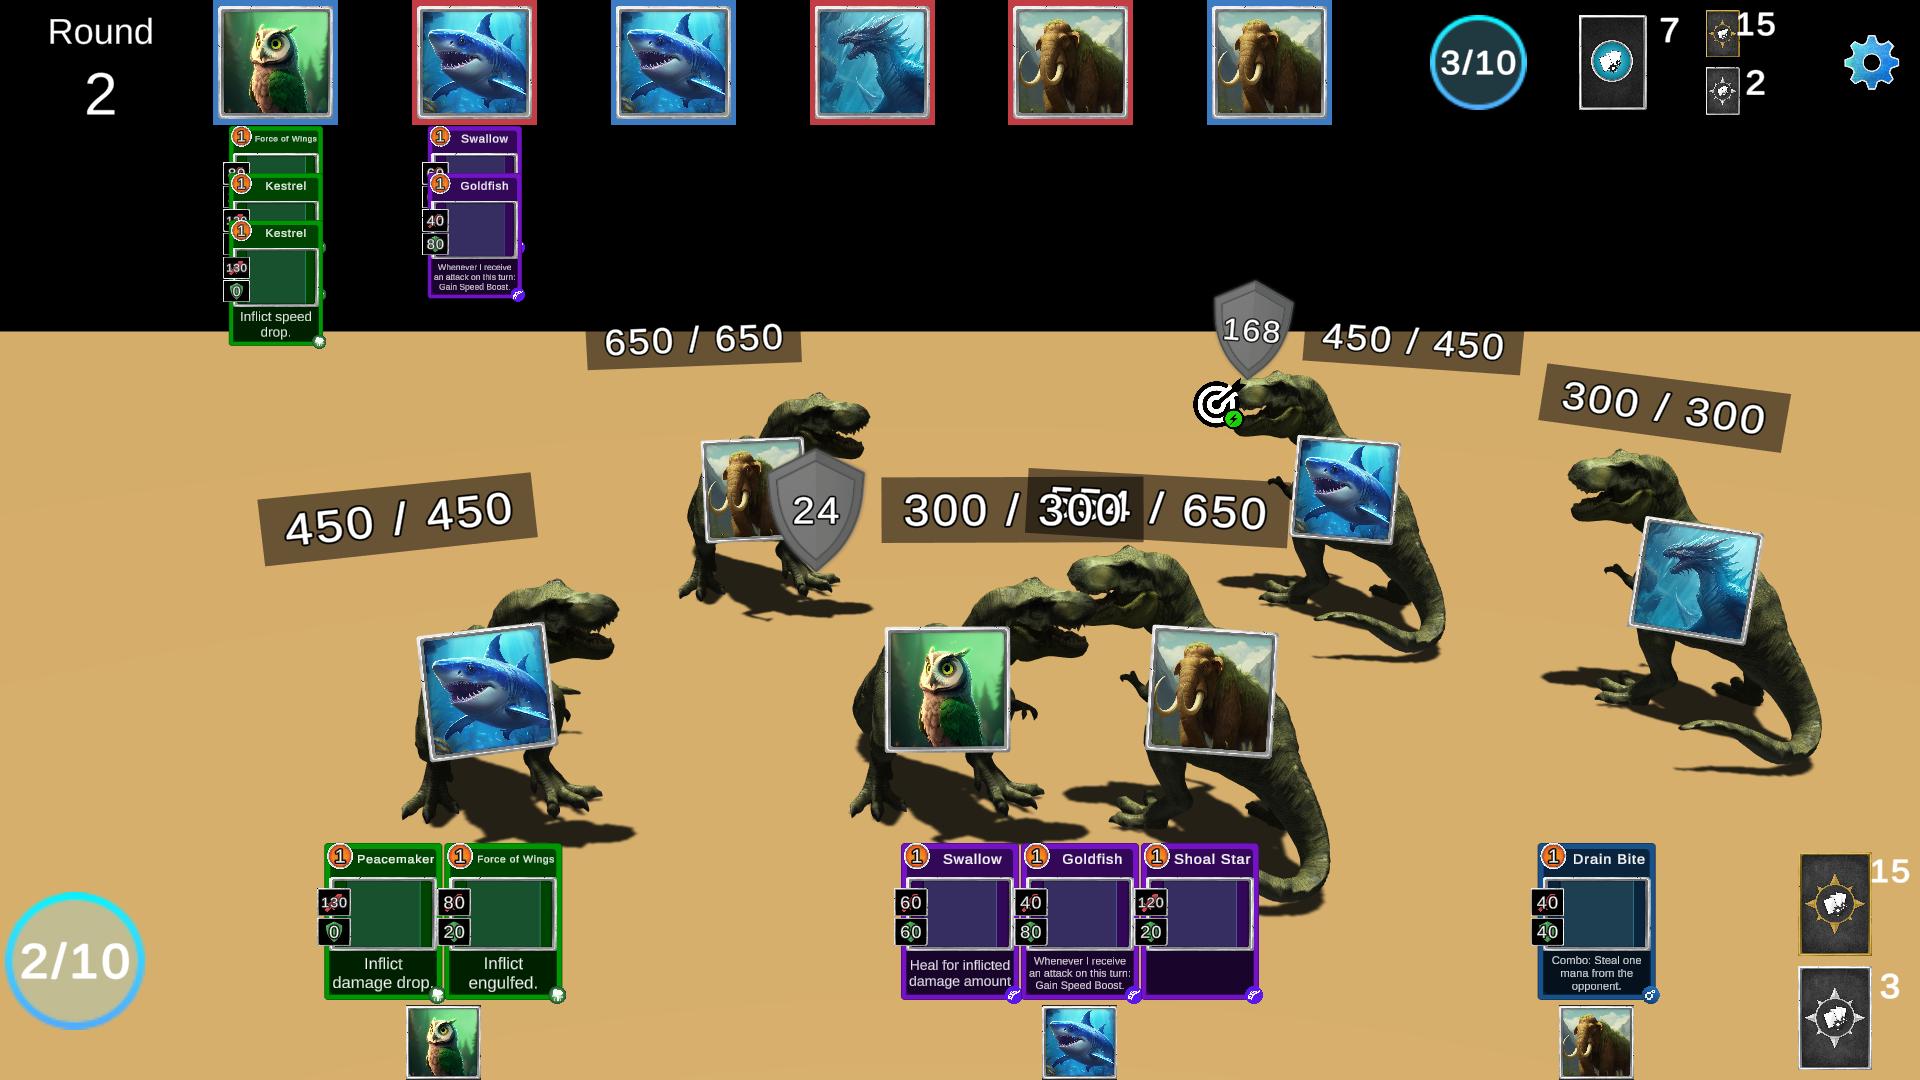 Round
2
3/10
7
15
2
1 Force of Wings
80
1 Kestrel
130
1 Kestrel
130
0
Inflict speed
drop.
1 Swallow
60
1 Goldfish
40
80
Whenever I receive
an attack on this turn:
Gain Speed Boost.
650 / 650
168
450 / 450
300 / 300
450 / 450
24
300 / 300
/ 650
2/10
1 Peacemaker
130
0
Inflict
damage drop.
1 Force of Wings
80
20
Inflict
engulfed.
1 Swallow
60
60
Heal for inflicted
damage amount
1 Goldfish
40
80
Whenever I receive
an attack on this turn:
Gain Speed Boost.
1 Shoal Star
120
20
1 Drain Bite
40
40
Combo: Steal one
mana from the
opponent.
15
3